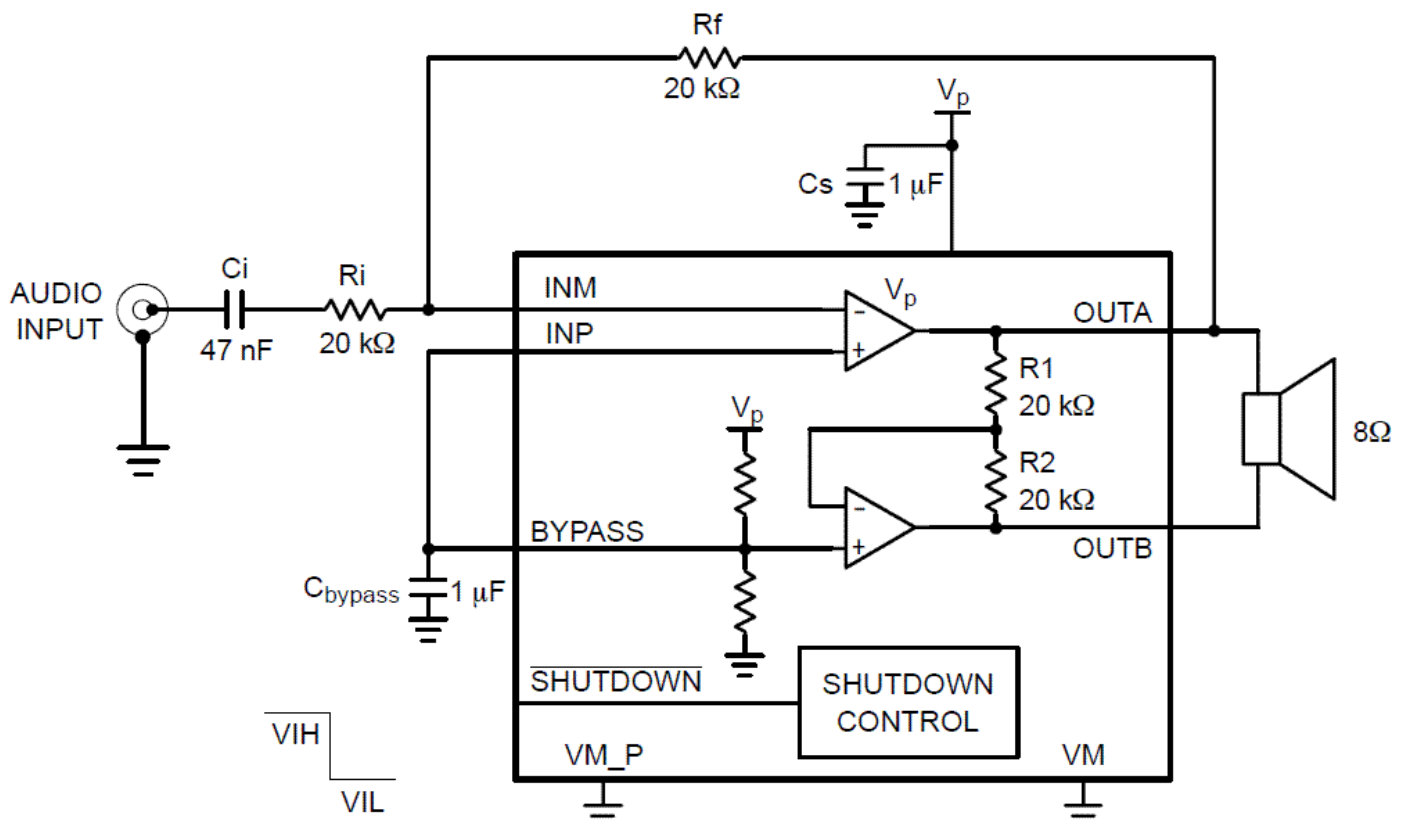 Rf
20 kΩ
Vp
Cs
1 μF
Ci
Ri
AUDIO
INPUT
47 nF
20 kΩ
INM
INP
Vp
-
+
OUTA
R1
20 kΩ
Vp
R2
20 kΩ
8Ω
-
+
BYPASS
OUTB
Cbypass
1 μF
SHUTDOWN
SHUTDOWN
CONTROL
VIH
VIL
VM_P
VM